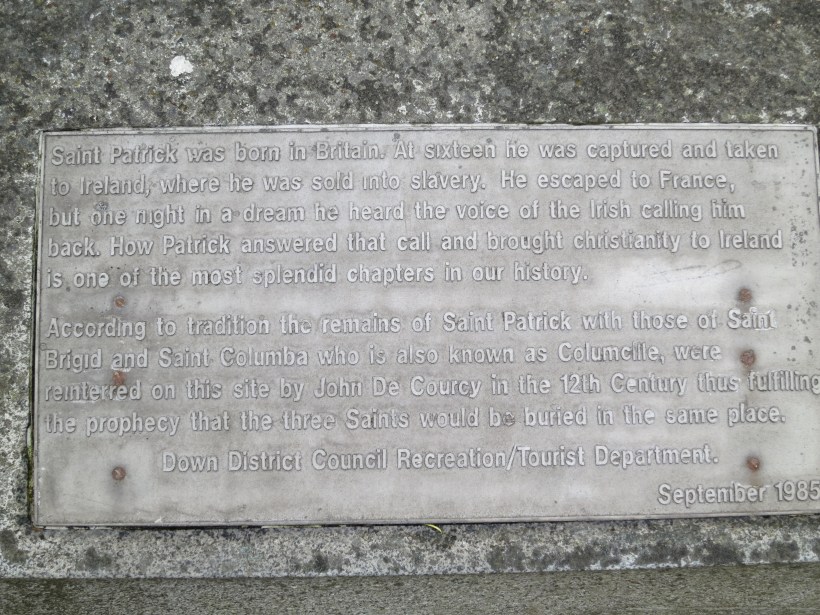 Saint Patrick was born in Britain. At sixteen he was captured and taken
to Ireland, where he was sold into slavery. He escaped to France,
but one night in a dream he heard the voice of the Irish calling him
back. How Patrick answered that call and brought christianity to Ireland
is one of the most splendid chapters in our history.
According to tradition the remains of Saint Patrick with those of Saint
Brigid and Saint Columba who is also known as Columcille, were
reinterred on this site by John De Courcy in the 12th Century thus fulfilling
the prophecy that the three Saints would be buried in the same place.
Down District Council Recreation/Tourist Department.
September 1985